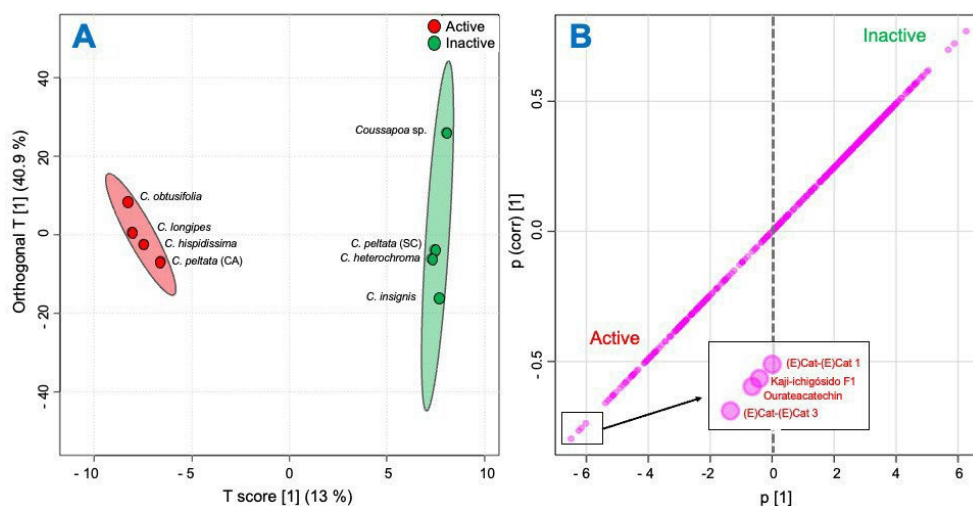 A
Active
Inactive
Orthogonal T [1] (40.9 %)
40
20
0
- 20
- 40
Coussapoa sp.
C. obtusifolia
C. longipes
C. hispidissima
C. peltata (CA)
C. peltata (SC)
C. heterochroma
C. insignis
- 10
-5
0
5
10
T score [1] (13 %)
B
Inactive
p (corr) [1]
0.5
0.0
- 0.5
Active
(E)Cat-(E)Cat 1
Kaji-ichigósido F1
Ourateacatechin
(E)Cat-(E)Cat 3
- 6
- 4
-2
0
2
4
6
p [1]